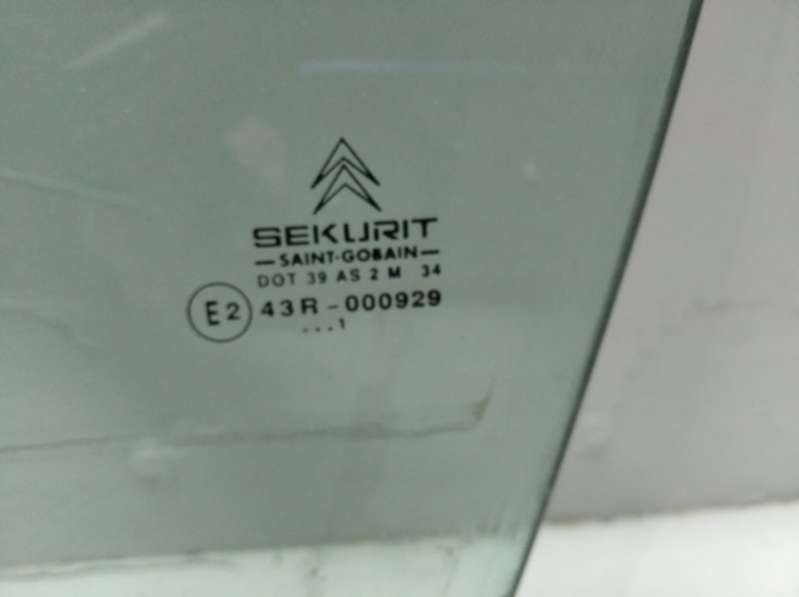 SEKURIT
SAINT-GOBAIN
DOT 39 AS 2 M 34
E2 43R-000929
...1